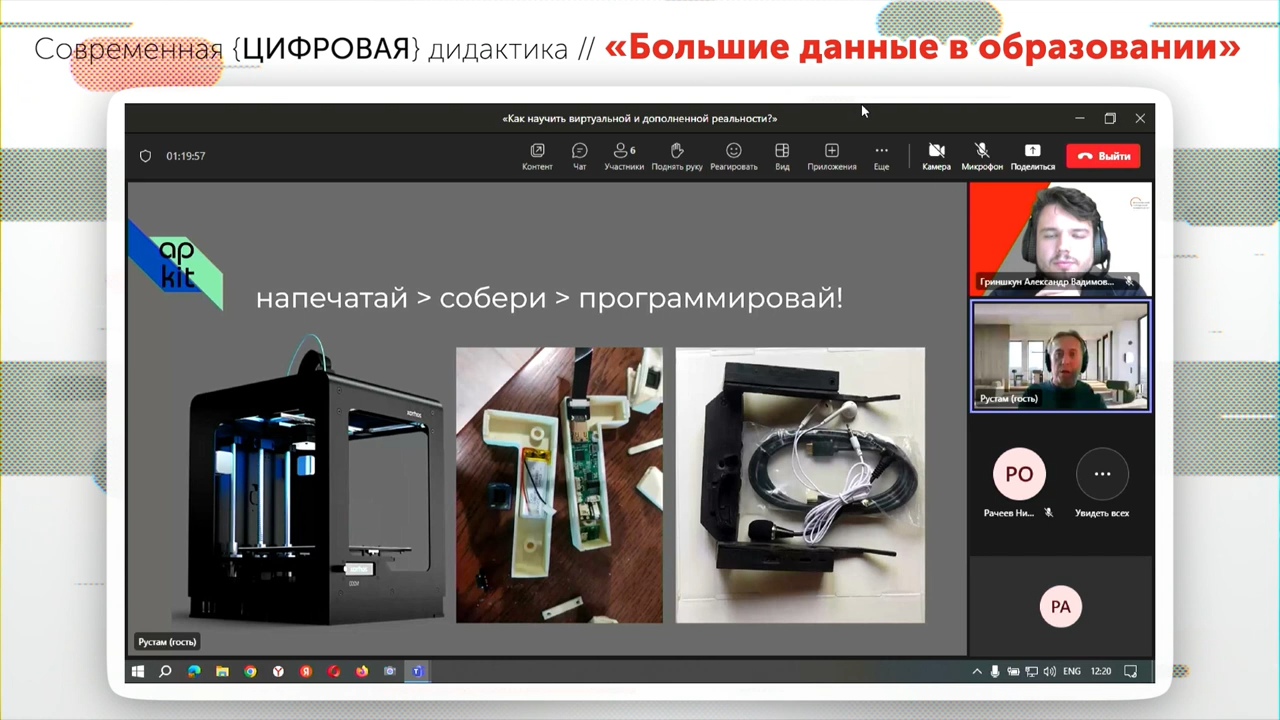 Современная {ЦИФРОВАЯ} дидактика // «Большие данные в образовании»
«Как научить виртуальной и дополненной реальности?»
01:19:57
Контент
Чат
6
Участники
Поднять руку
Реагировать
Вид
Приложения
Еще
Камера
Микрофон
Поделиться
Выйти
ap
kit
напечатай > собери > программировай!
Гриншкун Александр Вадимов...
Рустам (гость)
РО
Рачеев Ни...
Увидеть всех
РА
Рустам (гость)
ENG
12:20